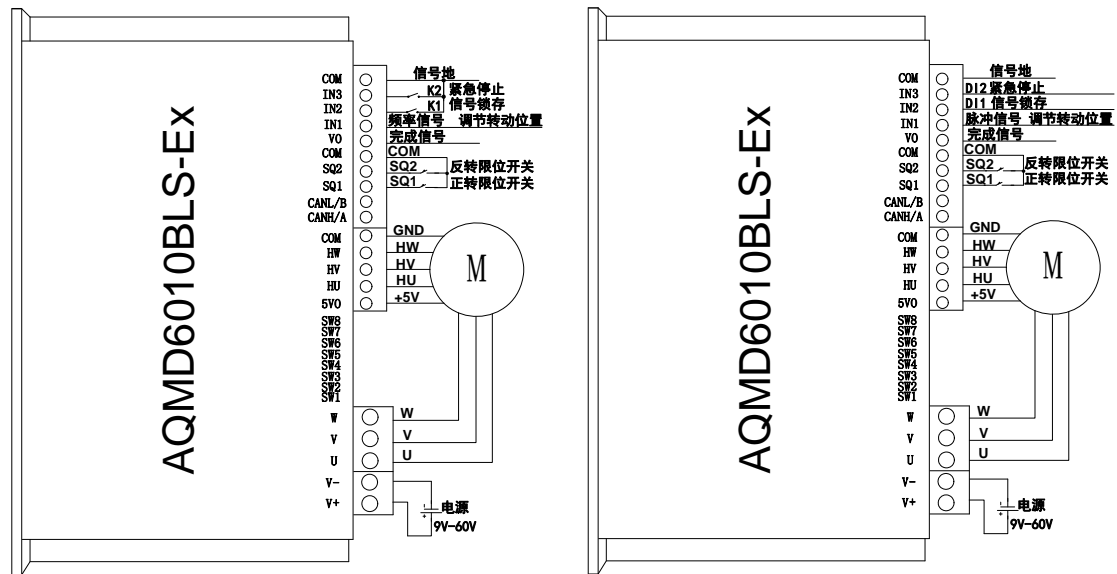 AQMD6010BLS-Ex
COM 信号地
IN3 K2 紧急停止
IN2 K1 信号锁存
IN1 频率信号 调节转动位置
VO 完成信号
COM COM
SQ2 SQ2 反转限位开关
SQ1 SQ1 正转限位开关
CANL/B
CANH/A
COM GND
HW HW
HV HV
HU HU
5VO +5V
M
SW8
SW7
SW6
SW5
SW4
SW3
SW2
SW1
W W
V V
U U
V-
V+
电源
9V-60V
AQMD6010BLS-Ex
COM 信号地
IN3 DI2 紧急停止
IN2 DI1 信号锁存
IN1 脉冲信号 调节转动位置
VO 完成信号
COM COM
SQ2 SQ2 反转限位开关
SQ1 SQ1 正转限位开关
CANL/B
CANH/A
COM GND
HW HW
HV HV
HU HU
5VO +5V
M
SW8
SW7
SW6
SW5
SW4
SW3
SW2
SW1
W W
V V
U U
V-
V+
电源
9V-60V